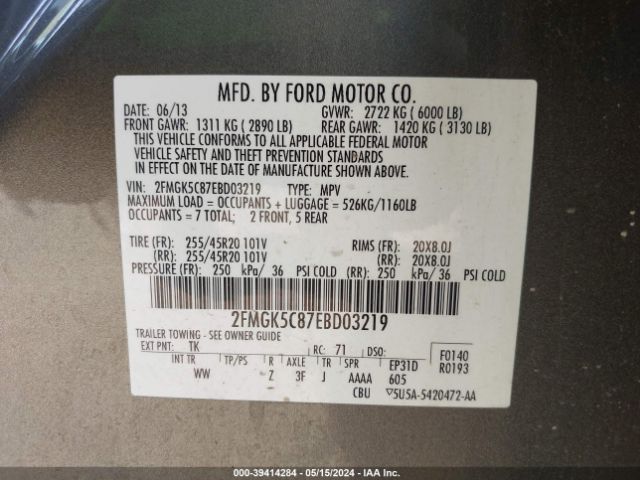 MFD. BY FORD MOTOR CO.
DATE: 06/13 GVWR: 2722 KG ( 6000 LB)
FRONT GAWR: 1311 KG ( 2890 LB) REAR GAWR: 1420 KG ( 3130 LB)
THIS VEHICLE CONFORMS TO ALL APPLICABLE FEDERAL MOTOR
VEHICLE SAFETY AND THEFT PREVENTION STANDARDS
IN EFFECT ON THE DATE OF MANUFACTURE SHOWN ABOVE.
VIN: 2FMGK5C87EBD03219 TYPE: MPV
MAXIMUM LOAD = OCCUPANTS + LUGGAGE = 526KG/1160LB
OCCUPANTS = 7 TOTAL; 2 FRONT, 5 REAR
TIRE (FR): 255/45R20 101V RIMS (FR): 20X8.0J
(RR): 255/45R20 101V (RR): 20X8.0J
PRESSURE (FR): 250 kPa/ 36 PSI COLD (RR): 250 kPa/ 36 PSI COLD
2FMGK5C87EBD03219
TRAILER TOWING - SEE OWNER GUIDE
EXT PNT: TK RC: 71 DSO: F0140
INT TR TP/PS R AXLE TR SPR EP31D R0193
WW Z 3F J AAAA 605
CBU 5U5A-5420472-AA
000-39414284 - 05/15/2024 - IAA Inc.